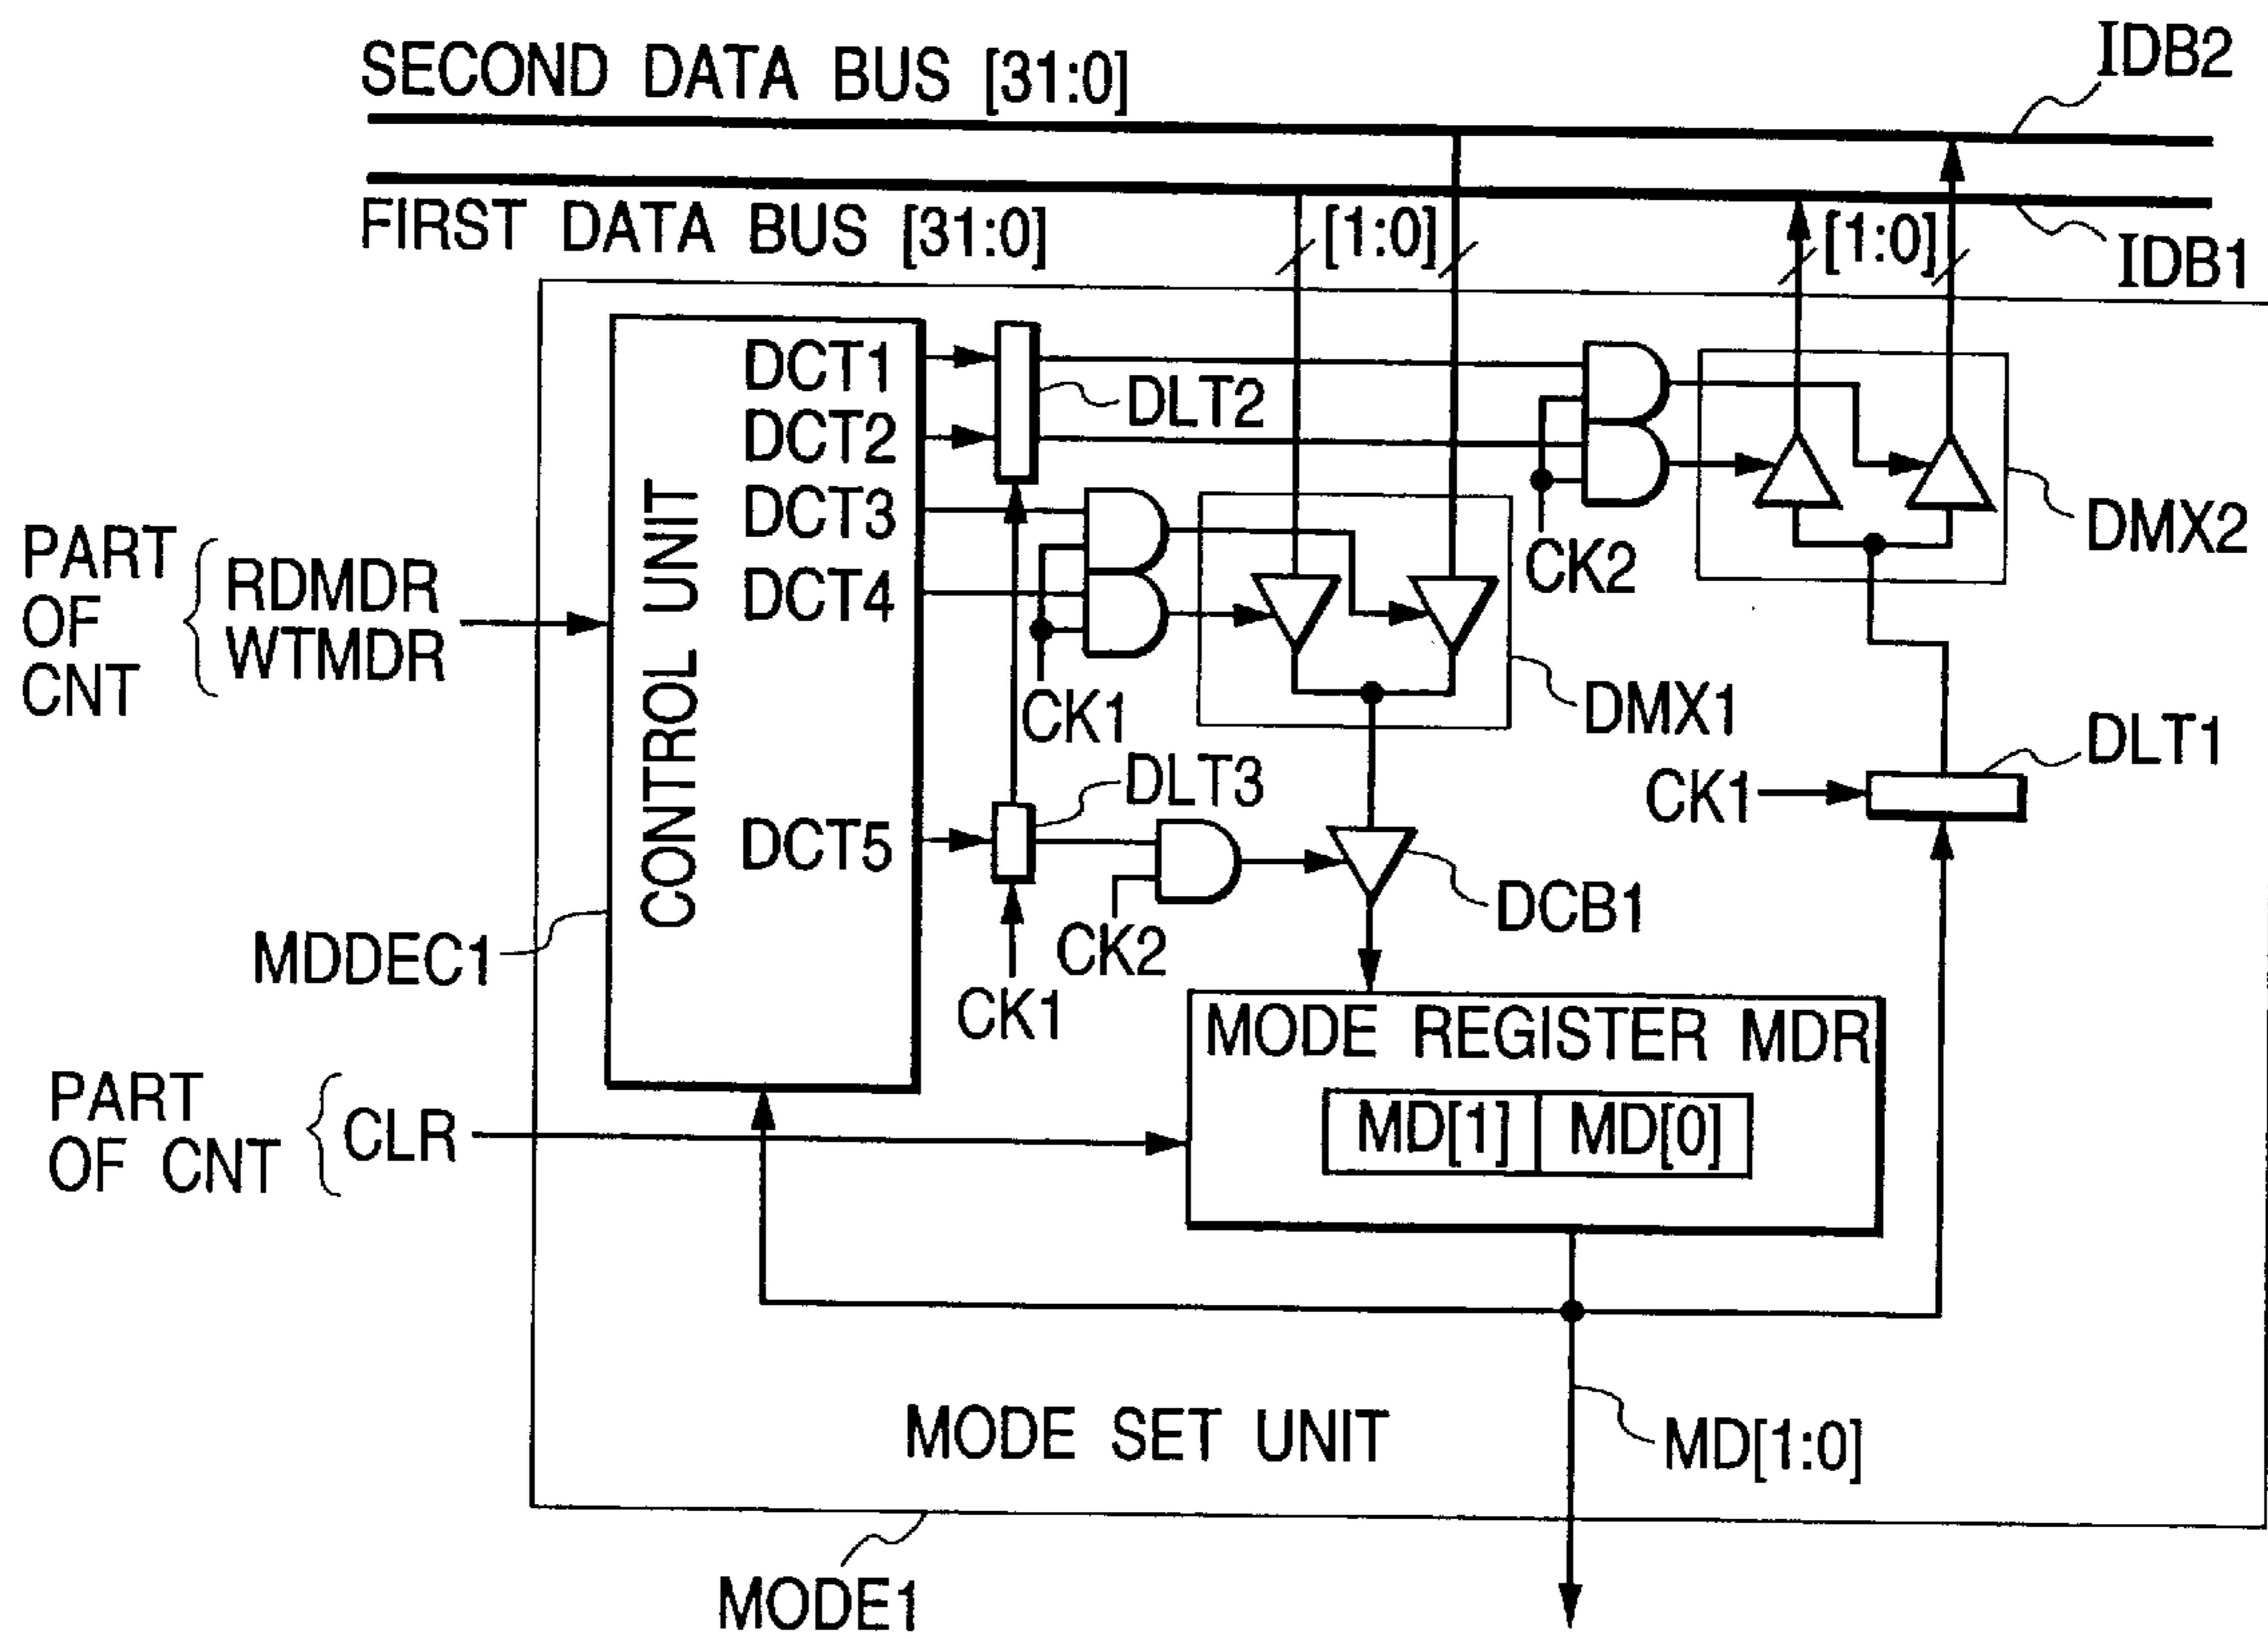 SECOND DATA BUS [31:0]
IDB2
FIRST DATA BUS [31:0]
[1:0]
[1:0]
IDB1
DCT1
DCT2
DCT3
DCT4
DCT5
CONTROL UNIT
DLT2
CK2
DMX2
PART
OF
CNT
RDMDR
WTMDR
CK1
DMX1
DLT3
CK1
DLT1
MDDEC1
CK2
CK1
DCB1
MODE REGISTER MDR
MD[1] MD[0]
PART
OF CNT
CLR
MODE SET UNIT
MD[1:0]
MODE1